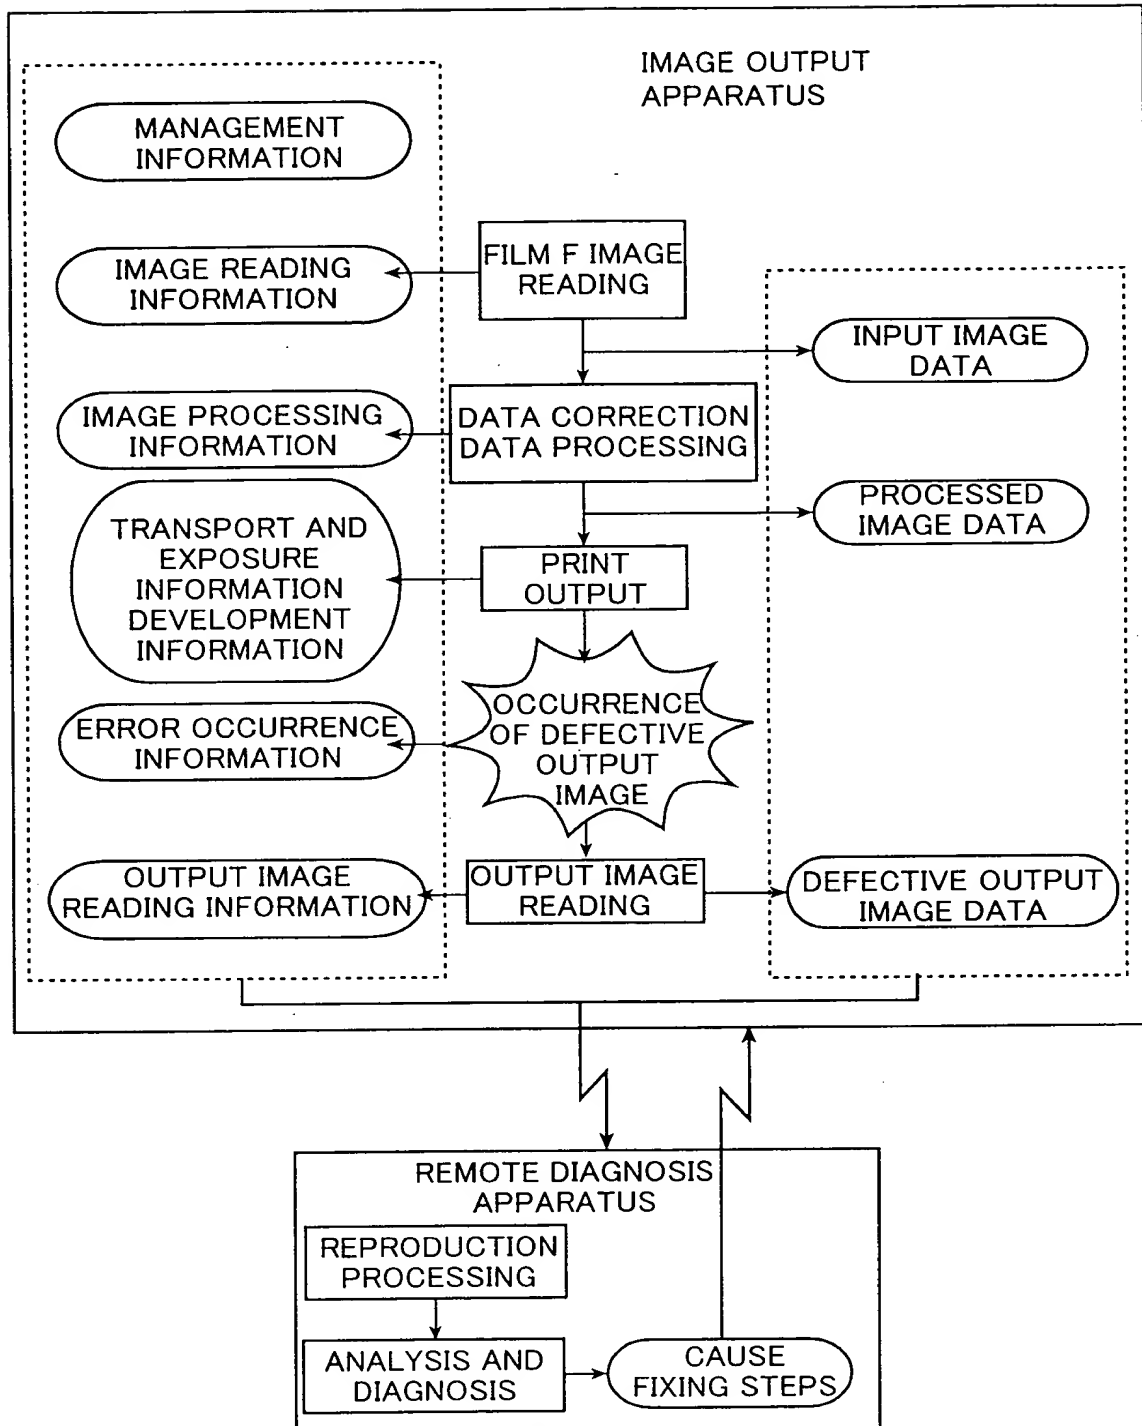 IMAGE OUTPUT
APPARATUS
MANAGEMENT
INFORMATION
FILM F IMAGE
READING
IMAGE READING
INFORMATION
INPUT IMAGE
DATA
IMAGE PROCESSING
INFORMATION
DATA CORRECTION
DATA PROCESSING
PROCESSED
IMAGE DATA
TRANSPORT AND
EXPOSURE
INFORMATION
DEVELOPMENT
INFORMATION
PRINT
OUTPUT
ERROR OCCURRENCE
INFORMATION
OCCURRENCE
OF DEFECTIVE
OUTPUT
IMAGE
OUTPUT IMAGE
READING INFORMATION
OUTPUT IMAGE
READING
DEFECTIVE OUTPUT
IMAGE DATA
REMOTE DIAGNOSIS
APPARATUS
REPRODUCTION
PROCESSING
ANALYSIS AND
DIAGNOSIS
CAUSE
FIXING STEPS